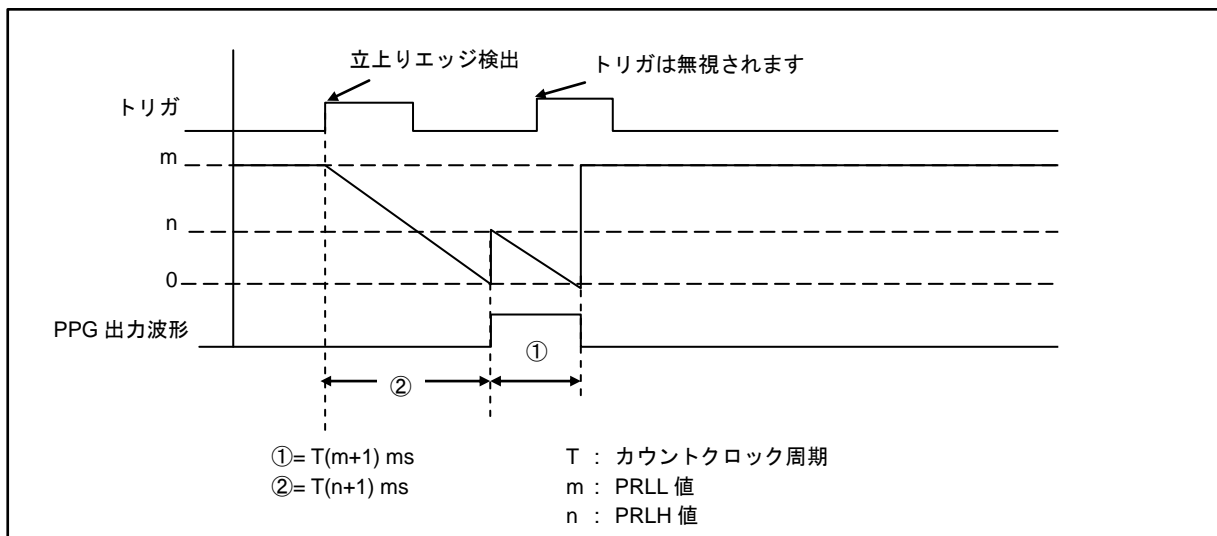 立上りエッジ検出
トリガは無視されます
トリガ
m
n
0
PPG 出力波形
①
②
①= T(m+1) ms
②= T(n+1) ms
T : カウントクロック周期
m : PRLL 値
n : PRLH 値